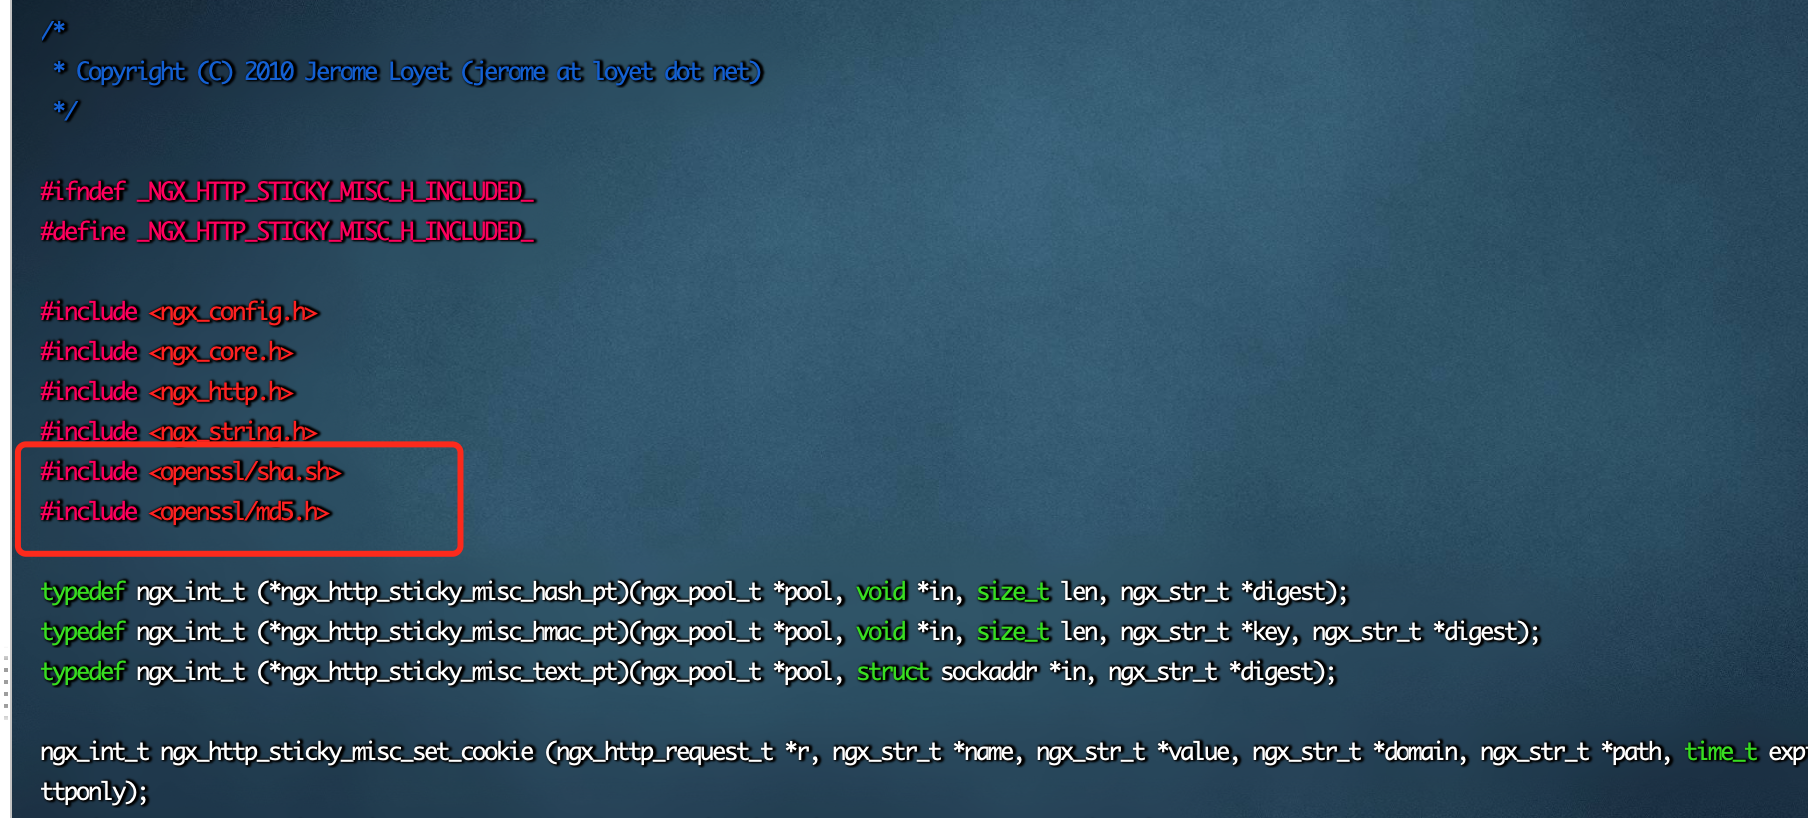 /*
 * Copyright (C) 2010 Jerome Loyet (jerome at loyet dot net)
 */
#ifndef _NGX_HTTP_STICKY_MISC_H_INCLUDED_
#define _NGX_HTTP_STICKY_MISC_H_INCLUDED_
#include <ngx_config.h>
#include <ngx_core.h>
#include <ngx_http.h>
#include <ngx_string.h>
#include <openssl/sha.sh>
#include <openssl/md5.h>
typedef ngx_int_t (*ngx_http_sticky_misc_hash_pt)(ngx_pool_t *pool, void *in, size_t len, ngx_str_t *digest);
typedef ngx_int_t (*ngx_http_sticky_misc_hmac_pt)(ngx_pool_t *pool, void *in, size_t len, ngx_str_t *key, ngx_str_t *digest);
typedef ngx_int_t (*ngx_http_sticky_misc_text_pt)(ngx_pool_t *pool, struct sockaddr *in, ngx_str_t *digest);
ngx_int_t ngx_http_sticky_misc_set_cookie (ngx_http_request_t *r, ngx_str_t *name, ngx_str_t *value, ngx_str_t *domain, ngx_str_t *path, time_t exp
ttponly);